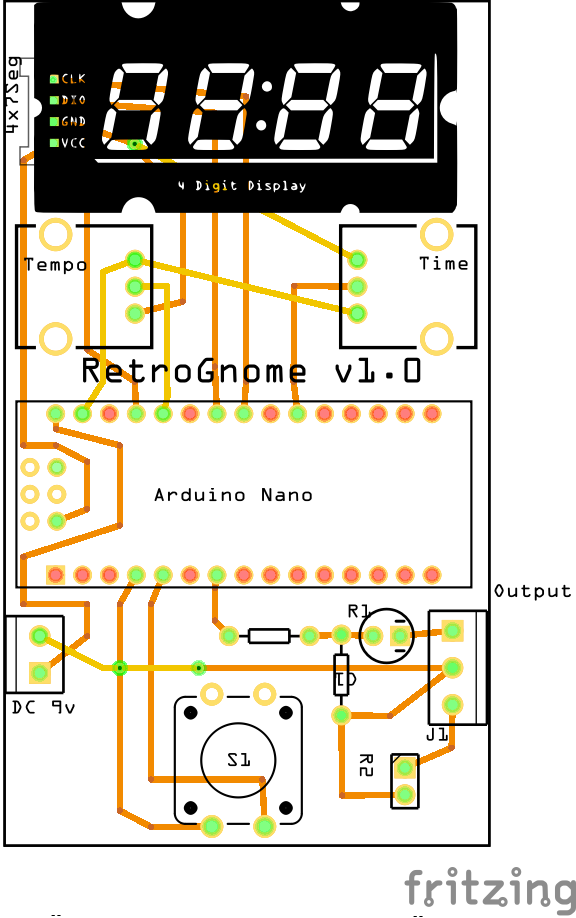 4x7Seg
CLK
DIO
GND
VCC
4 Digit Display
Tempo
Time
RetroGnome v1.0
Arduino Nano
Output
R1
C1
DC 9v
J1
S1
R2
fritzing